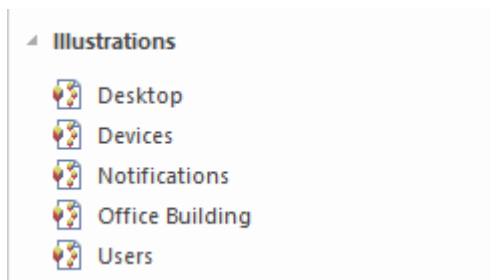 Illustrations
Desktop
Devices
Notifications
Office Building
Users